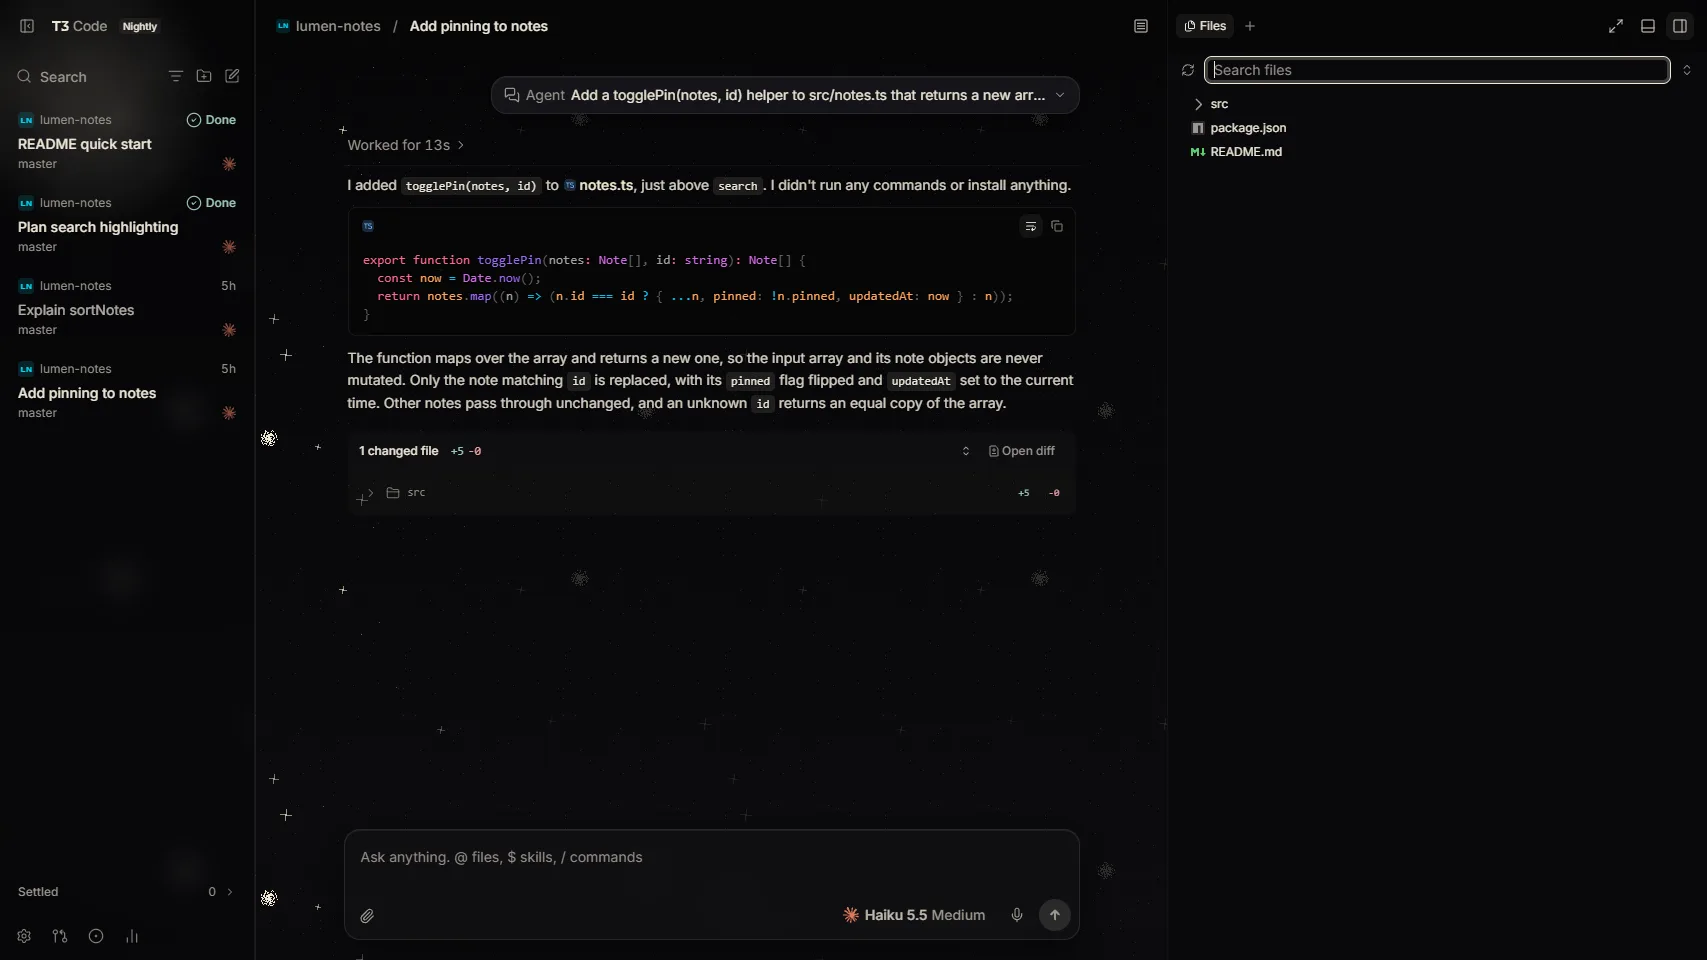 T3 Code Nightly
Search
LN lumen-notes Done
README quick start
master
LN lumen-notes Done
Plan search highlighting
master
LN lumen-notes 5h
Explain sortNotes
master
LN lumen-notes 5h
Add pinning to notes
master
Settled 0
LN lumen-notes / Add pinning to notes
Agent Add a togglePin(notes, id) helper to src/notes.ts that returns a new arr...
Worked for 13s
I added togglePin(notes, id) to TS notes.ts, just above search. I didn't run any commands or install anything.
TS
export function togglePin(notes: Note[], id: string): Note[] {
const now = Date.now();
return notes.map((n) => (n.id === id ? { ...n, pinned: !n.pinned, updatedAt: now } : n));
}
The function maps over the array and returns a new one, so the input array and its note objects are never
mutated. Only the note matching id is replaced, with its pinned flag flipped and updatedAt set to the current
time. Other notes pass through unchanged, and an unknown id returns an equal copy of the array.
1 changed file +5 -0 Open diff
src +5 -0
Ask anything. @ files, $ skills, / commands
Haiku 5.5 Medium
Files
Search files
src
package.json
M README.md